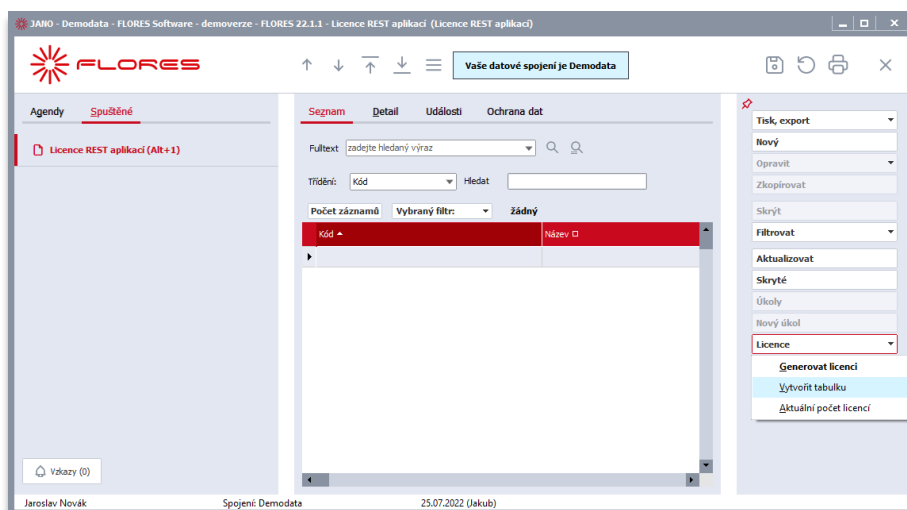 JANO - Demodata - FLORES Software - demoverze - FLORES 22.1.1 - Licence REST aplikací (Licence REST aplikací)
FLORES
Vaše datové spojení je Demodata
Agendy Spuštěné
Licence REST aplikací (Alt+1)
Vzkazy (0)
Seznam Detail Události Ochrana dat
Fulltext zadejte hledaný výraz
Třídění: Kód Hledat
Počet záznamů Vybraný filtr: žádný
Kód Název
Tisk, export
Nový
Opravit
Zkopírovat
Skrýt
Filtrovat
Aktualizovat
Skryté
Úkoly
Nový úkol
Licence
Generovat licenci
Vytvořit tabulku
Aktuální počet licencí
Jaroslav Novák Spojení: Demodata 25.07.2022 (Jakub)